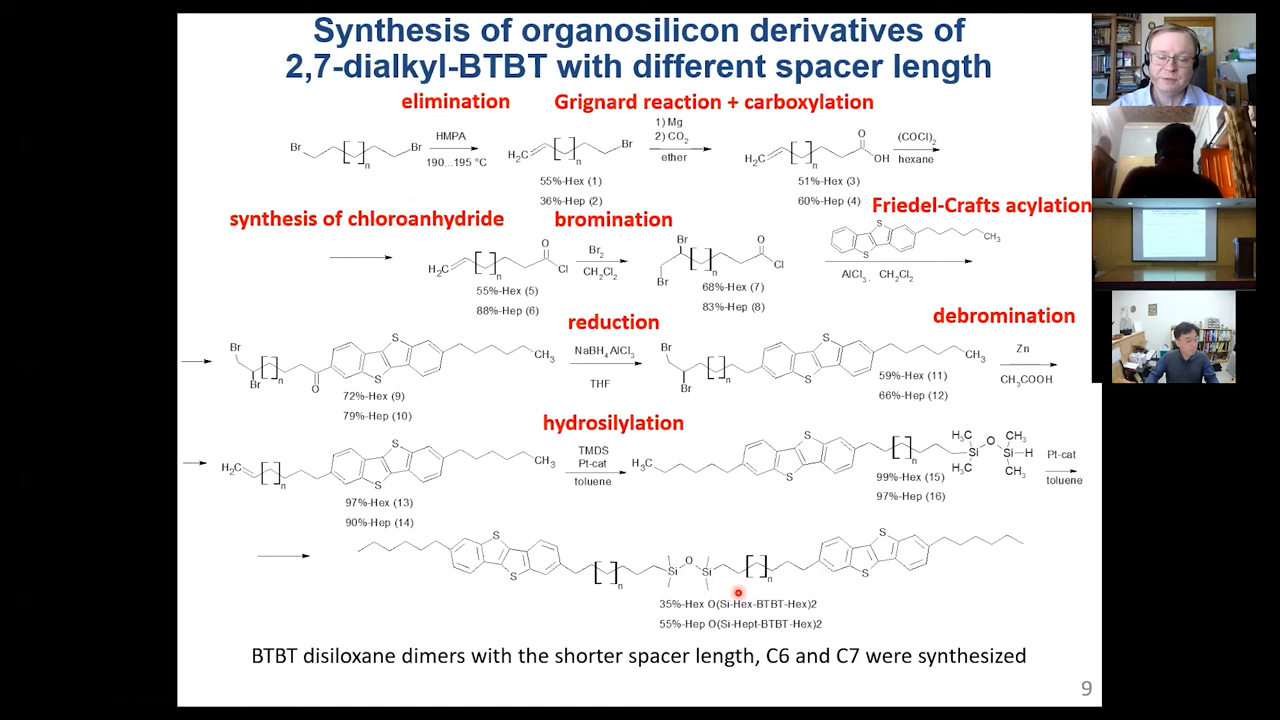 Synthesis of organosilicon derivatives of
2,7-dialkyl-BTBT with different spacer length
elimination
Grignard reaction + carboxylation
Br
Br
n
HMPA
190...195 °C
H₂C
Br
n
1) Mg
2) CO₂
ether
H₂C
O
OH
n
(COCl)₂
hexane
55%-Hex (1)
36%-Hep (2)
51%-Hex (3)
60%-Hep (4)
synthesis of chloroanhydride
bromination
Friedel-Crafts acylation
H₂C
O
Cl
n
Br₂
CH₂Cl₂
Br
Br
O
Cl
n
S
S
CH₃
AlCl₃. CH₂Cl₂
55%-Hex (5)
88%-Hep (6)
68%-Hex (7)
83%-Hep (8)
reduction
debromination
Br
Br
n
O
S
S
CH₃
NaBH₄ AlCl₃
THF
Br
Br
n
S
S
CH₃
Zn
CH₃COOH
72%-Hex (9)
79%-Hep (10)
59%-Hex (11)
66%-Hep (12)
hydrosilylation
H₂C
n
S
S
CH₃
TMDS
Pt-cat
toluene
H₃C
S
S
n
H₃C
Si
H₃C
O
CH₃
Si–H
CH₃
Pt-cat
toluene
97%-Hex (13)
90%-Hep (14)
99%-Hex (15)
97%-Hep (16)
S
S
n
Si
O
Si
n
S
S
35%-Hex O(Si-Hex-BTBT-Hex)2
55%-Hep O(Si-Hept-BTBT-Hex)2
BTBT disiloxane dimers with the shorter spacer length, C6 and C7 were synthesized
9